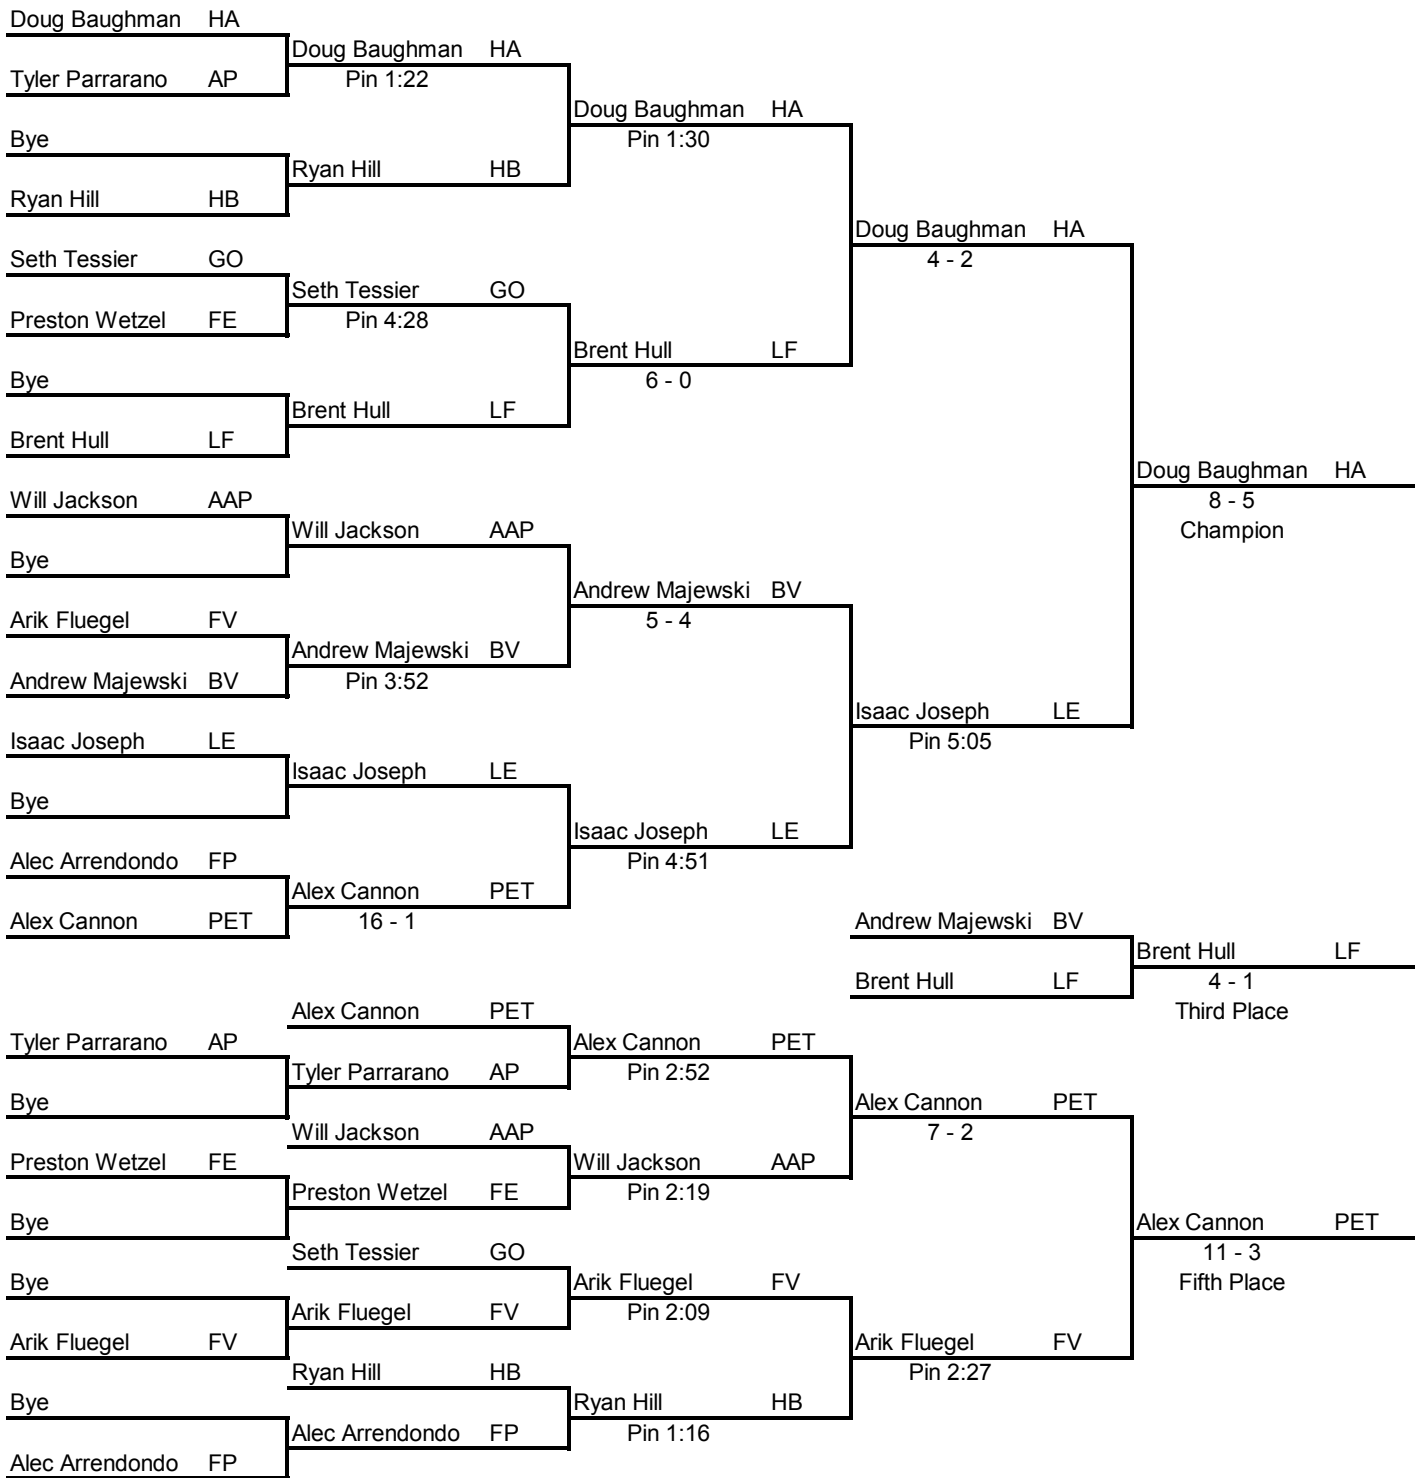 Doug Baughman HA
Doug Baughman HA
Tyler Parrarano AP Pin 1:22
Doug Baughman HA
Bye Pin 1:30
Ryan Hill HB
Ryan Hill HB
Doug Baughman HA
Seth Tessier GO 4 - 2
Seth Tessier GO
Preston Wetzel FE Pin 4:28
Brent Hull LF
Bye 6 - 0
Brent Hull LF
Brent Hull LF
Doug Baughman HA
Will Jackson AAP 8 - 5
Will Jackson AAP Champion
Bye
Andrew Majewski BV
Arik Fluegel FV 5 - 4
Andrew Majewski BV
Andrew Majewski BV Pin 3:52
Isaac Joseph LE
Isaac Joseph LE Pin 5:05
Isaac Joseph LE
Bye
Isaac Joseph LE
Alec Arrendondo FP Pin 4:51
Alex Cannon PET
Alex Cannon PET 16 - 1 Andrew Majewski BV
Brent Hull LF
Brent Hull LF 4 - 1
Alex Cannon PET Third Place
Tyler Parrarano AP Alex Cannon PET
Tyler Parrarano AP Pin 2:52
Bye Alex Cannon PET
Will Jackson AAP 7 - 2
Preston Wetzel FE Will Jackson AAP
Preston Wetzel FE Pin 2:19
Bye Alex Cannon PET
Seth Tessier GO 11 - 3
Bye Arik Fluegel FV Fifth Place
Arik Fluegel FV Pin 2:09
Arik Fluegel FV Arik Fluegel FV
Ryan Hill HB Pin 2:27
Bye Ryan Hill HB
Alec Arrendondo FP Pin 1:16
Alec Arrendondo FP